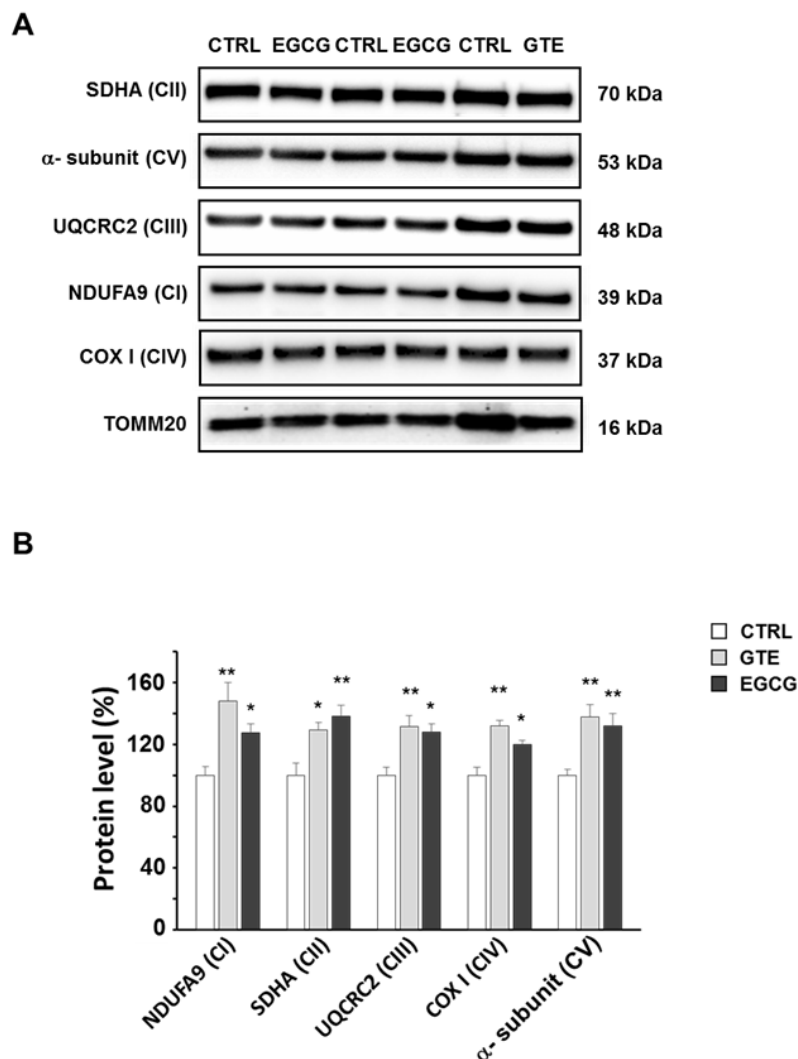 A
CTRL EGCG CTRL EGCG CTRL GTE
SDHA (CII) 70 kDa
α- subunit (CV) 53 kDa
UQCRC2 (CIII) 48 kDa
NDUFA9 (CI) 39 kDa
COX I (CIV) 37 kDa
TOMM20 16 kDa
B
CTRL
GTE
EGCG
Protein level (%)
160
120
80
40
0
** *
* **
** *
** *
** **
NDUFA9 (CI)
SDHA (CII)
UQCRC2 (CIII)
COX I (CIV)
α- subunit (CV)